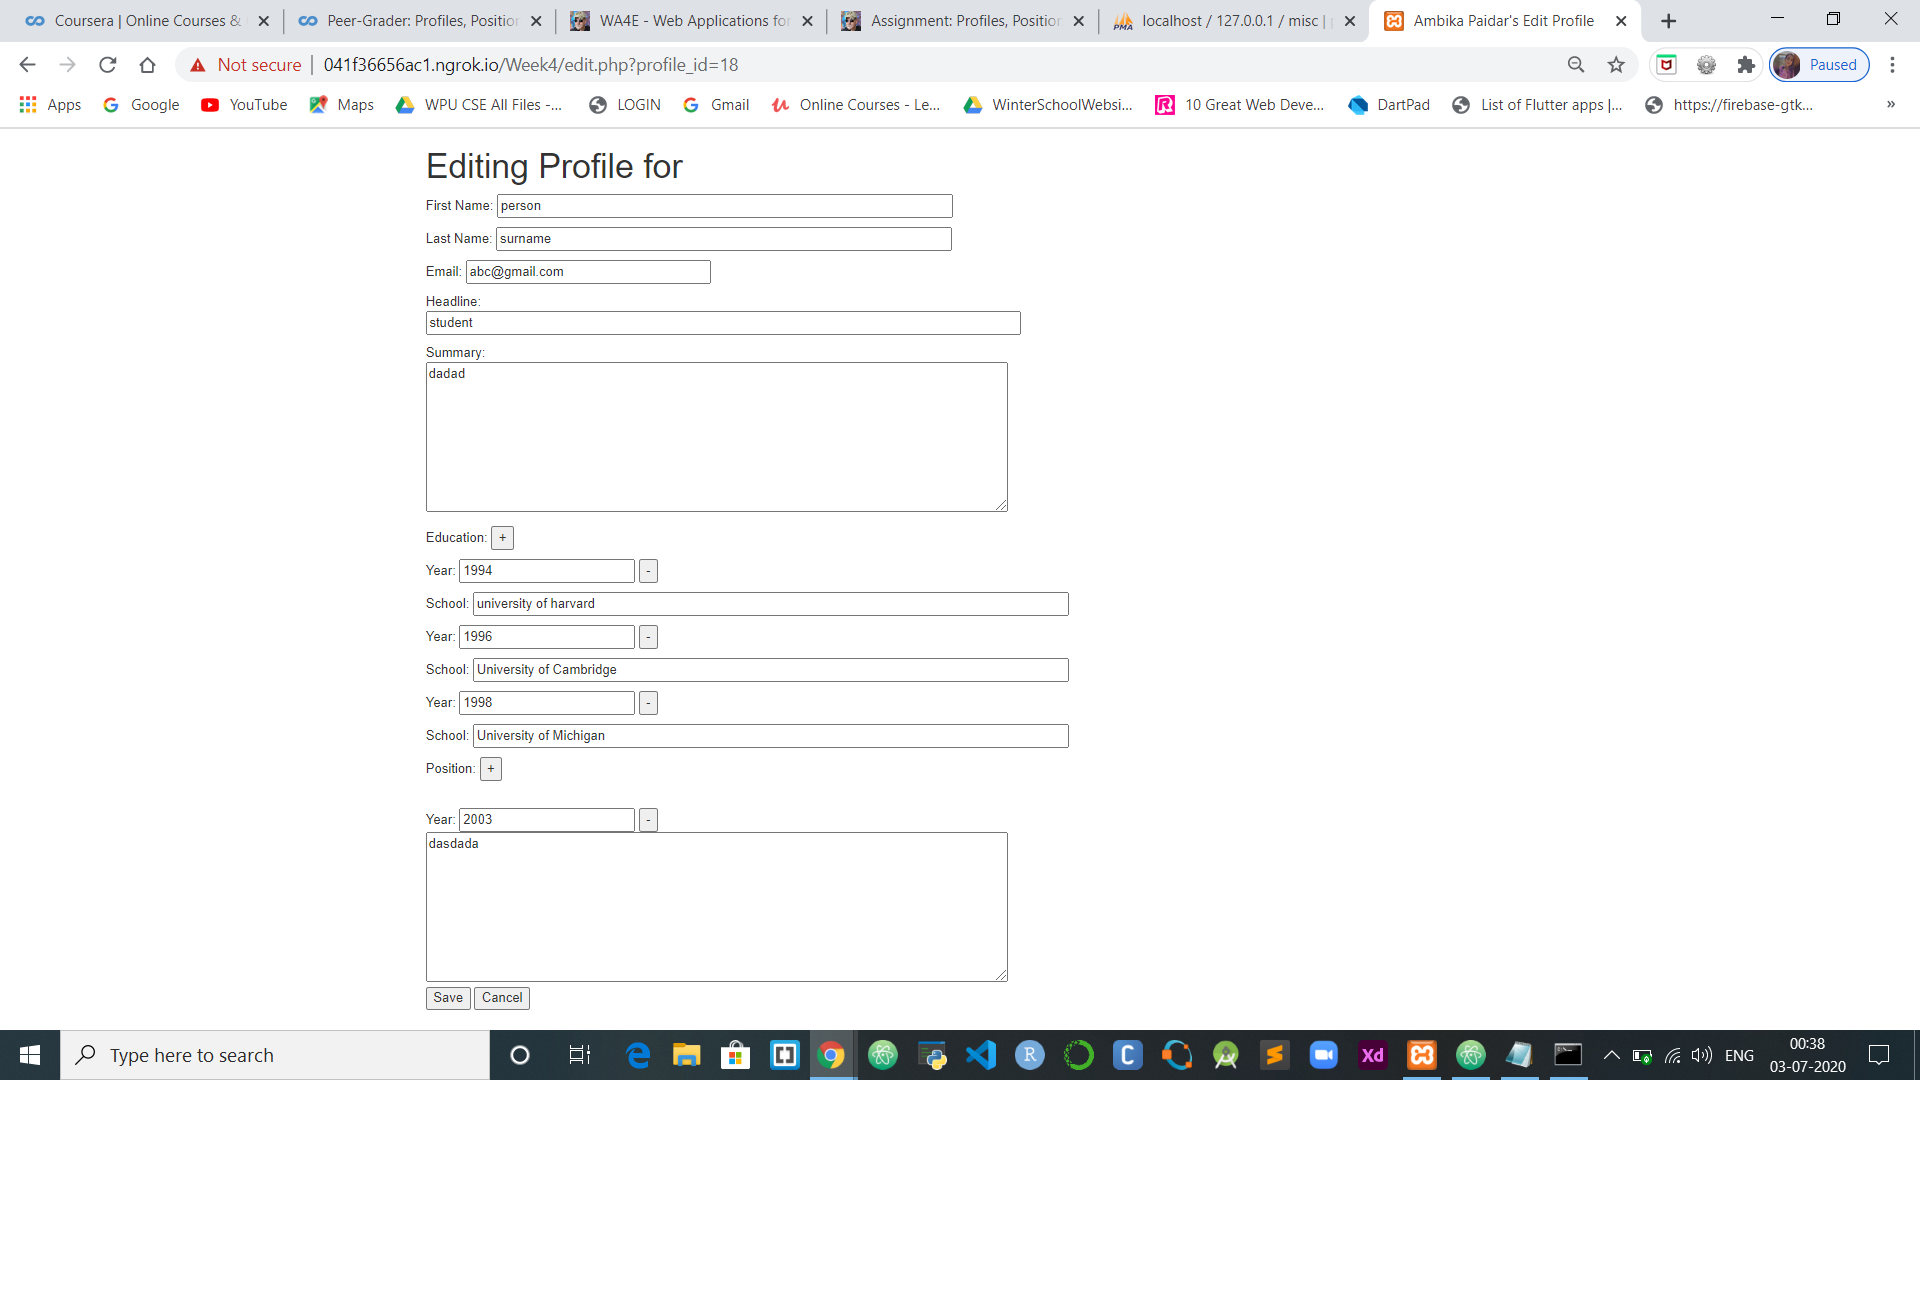 Coursera | Online Courses &
Peer-Grader: Profiles, Position
WA4E - Web Applications for
Assignment: Profiles, Position
localhost / 127.0.0.1 / misc |
Ambika Paidar's Edit Profile
Not secure | 041f36656ac1.ngrok.io/Week4/edit.php?profile_id=18
Paused
Apps
Google
YouTube
Maps
WPU CSE All Files -...
LOGIN
Gmail
Online Courses - Le...
WinterSchoolWebsi...
10 Great Web Deve...
DartPad
List of Flutter apps |...
https://firebase-gtk...
»
Editing Profile for
First Name: person
Last Name: surname
Email: abc@gmail.com
Headline:
student
Summary:
dadad
Education: +
Year: 1994 -
School: university of harvard
Year: 1996 -
School: University of Cambridge
Year: 1998 -
School: University of Michigan
Position: +
Year: 2003 -
dasdada
Save Cancel
Type here to search
ENG
00:38
03-07-2020